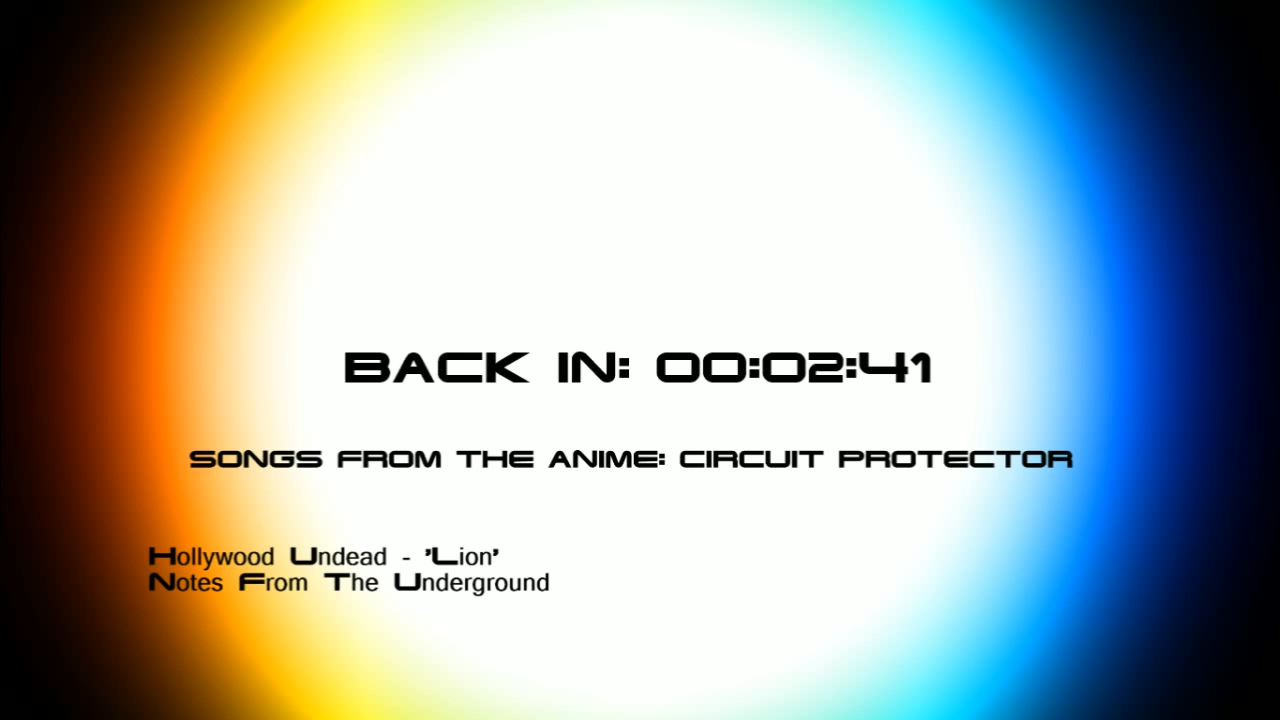 BACK IN: 00:02:41
SONGS FROM THE ANIME: CIRCUIT PROTECTOR
Hollywood Undead - 'Lion'
Notes From The Underground